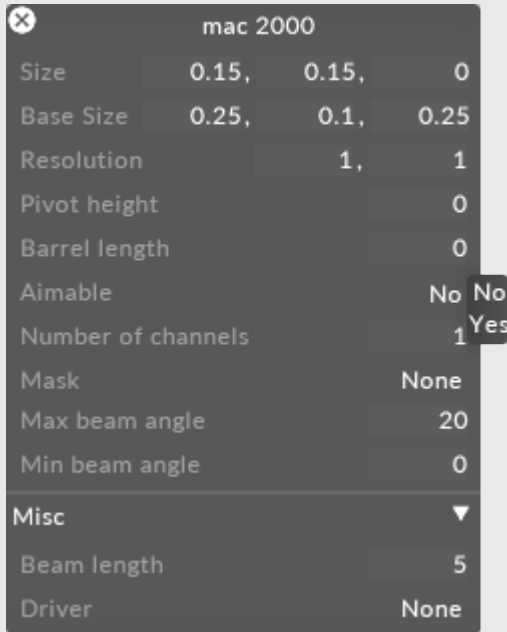 mac 2000
Size 0.15, 0.15, 0
Base Size 0.25, 0.1, 0.25
Resolution 1, 1
Pivot height 0
Barrel length 0
Aimable No No
Yes
Number of channels 1
Mask None
Max beam angle 20
Min beam angle 0
Misc
Beam length 5
Driver None